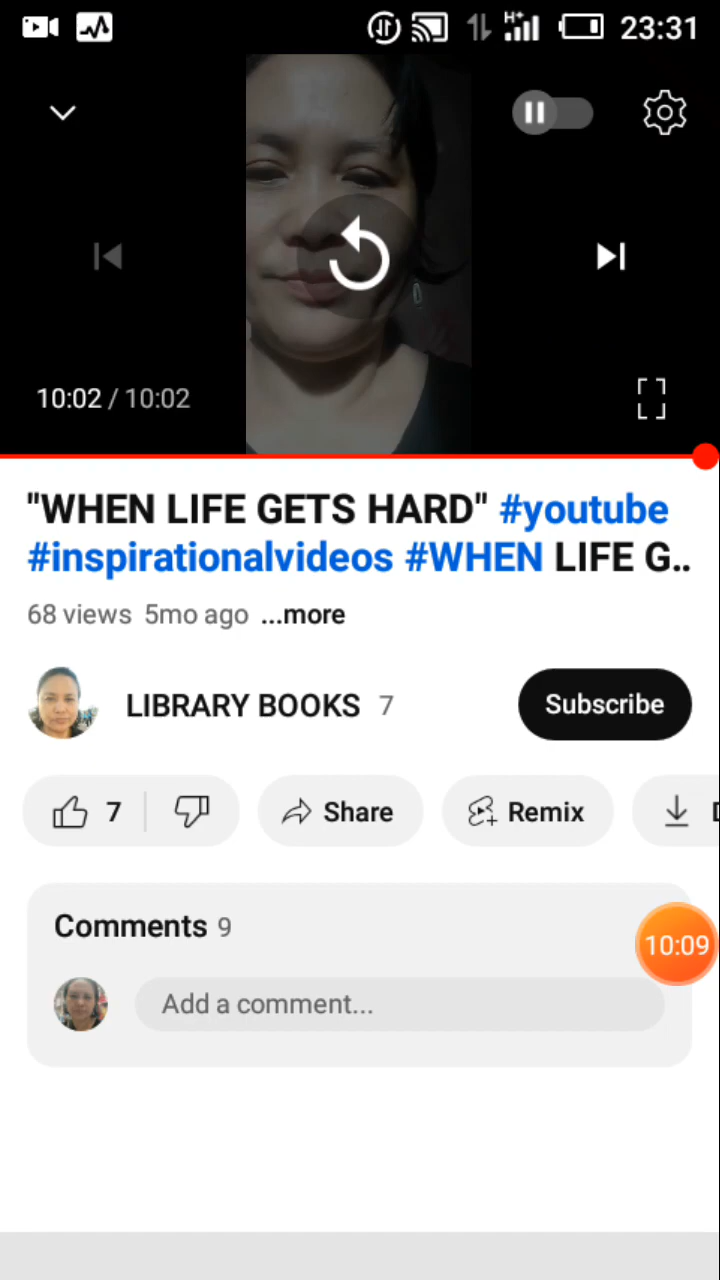 23:31
H+
10:02 / 10:02
"WHEN LIFE GETS HARD" #youtube
#inspirationalvideos #WHEN LIFE G..
68 views 5mo ago ...more
LIBRARY BOOKS 7
Subscribe
7
Share
Remix
D
Comments 9
10:09
Add a comment...